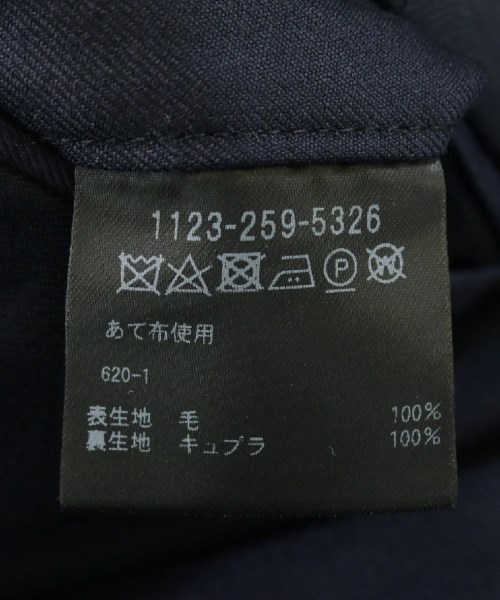 1123-259-5326
P W
あて布使用
620-1
表生地 毛 100%
裏生地 キュプラ 100%